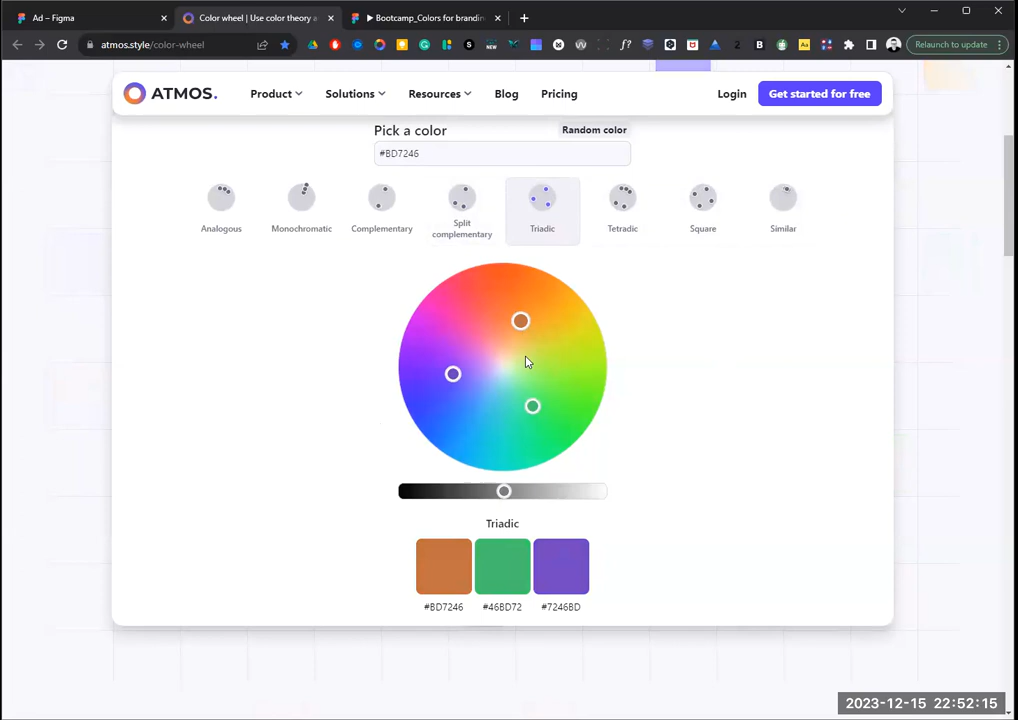 Ad – Figma
Color wheel | Use color theory a
▶ Bootcamp_Colors for brandin
atmos.style/color-wheel
Relaunch to update
ATMOS.
Product
Solutions
Resources
Blog
Pricing
Login
Get started for free
Pick a color
Random color
#BD7246
Analogous
Monochromatic
Complementary
Split
complementary
Triadic
Tetradic
Square
Similar
Triadic
#BD7246
#46BD72
#7246BD
2023-12-15 22:52:15